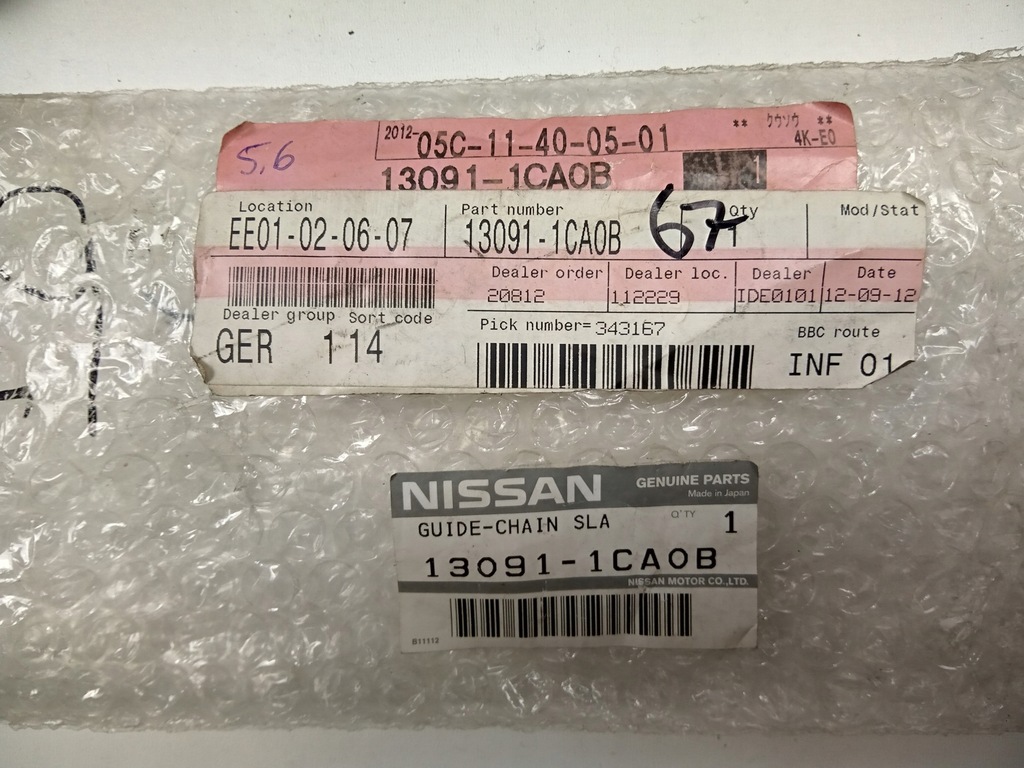 5,6
2012-05C-11-40-05-01
** クウソウ **
4K-E0
13091-1CA0B 1
Location
EE01-02-06-07
Part number
13091-1CA0B
67
Qty
1
Mod/Stat
Dealer order
20812
Dealer loc.
112229
Dealer
IDE0101
Date
12-09-12
Dealer group Sort code
GER 114
Pick number= 343167
BBC route
INF 01
NISSAN
GENUINE PARTS
Made in Japan
GUIDE-CHAIN SLA
Q'TY 1
13091-1CA0B
NISSAN MOTOR CO.,LTD.
B11112